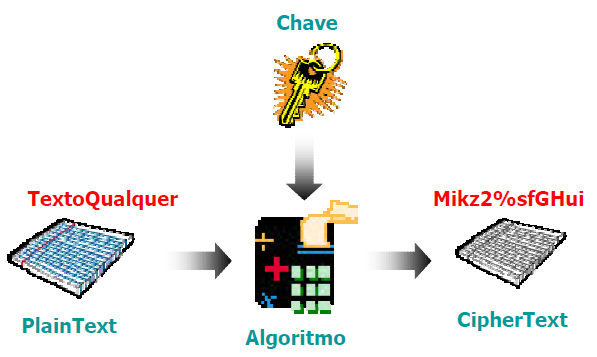 Chave
TextoQualquer
Mikz2%sfGHui
PlainText
Algoritmo
CipherText